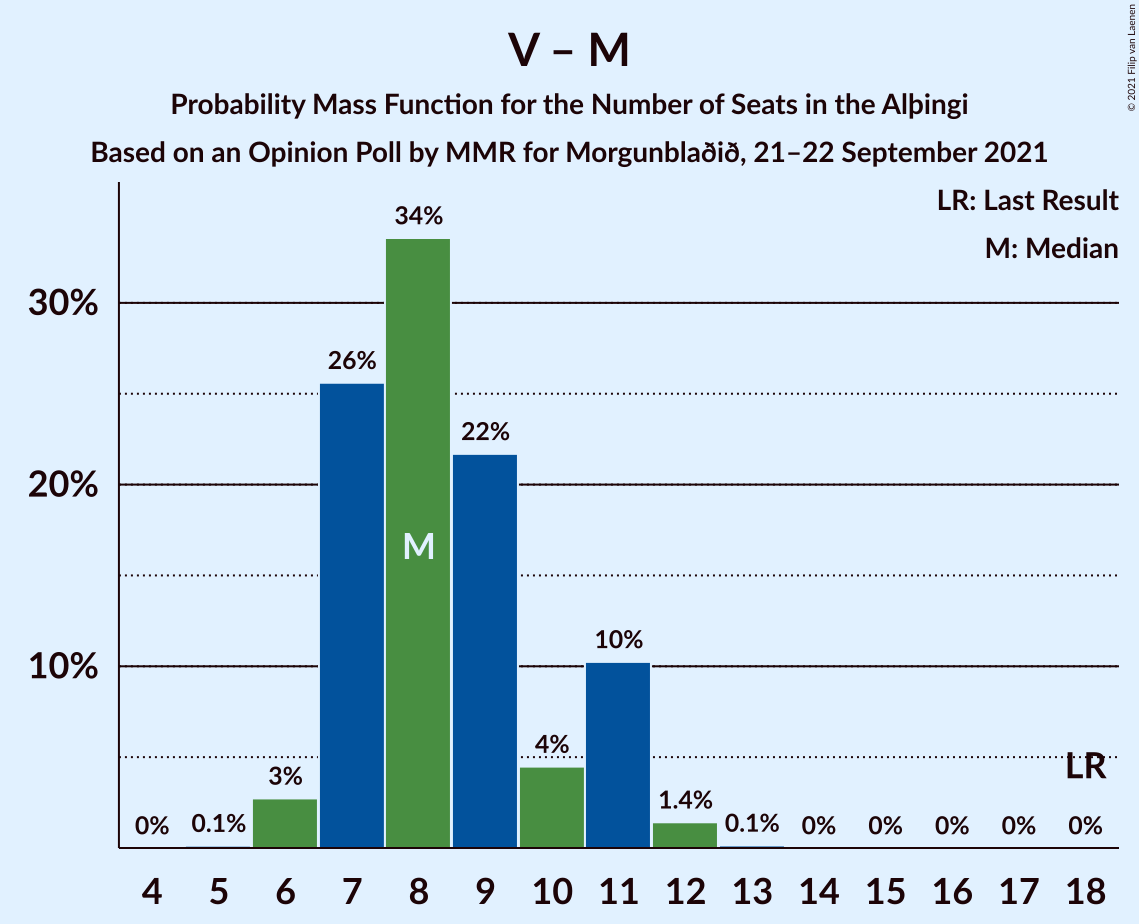 V – M
Probability Mass Function for the Number of Seats in the Alþingi
Based on an Opinion Poll by MMR for Morgunblaðið, 21–22 September 2021
© 2021 Filip van Laenen
LR: Last Result
M: Median
34%
30%
26%
22%
20%
M
10%
10%
4%
LR
3%
1.4%
0%
0.1%
0.1%
0%
0%
0%
0%
0%
4 5 6 7 8 9 10 11 12 13 14 15 16 17 18